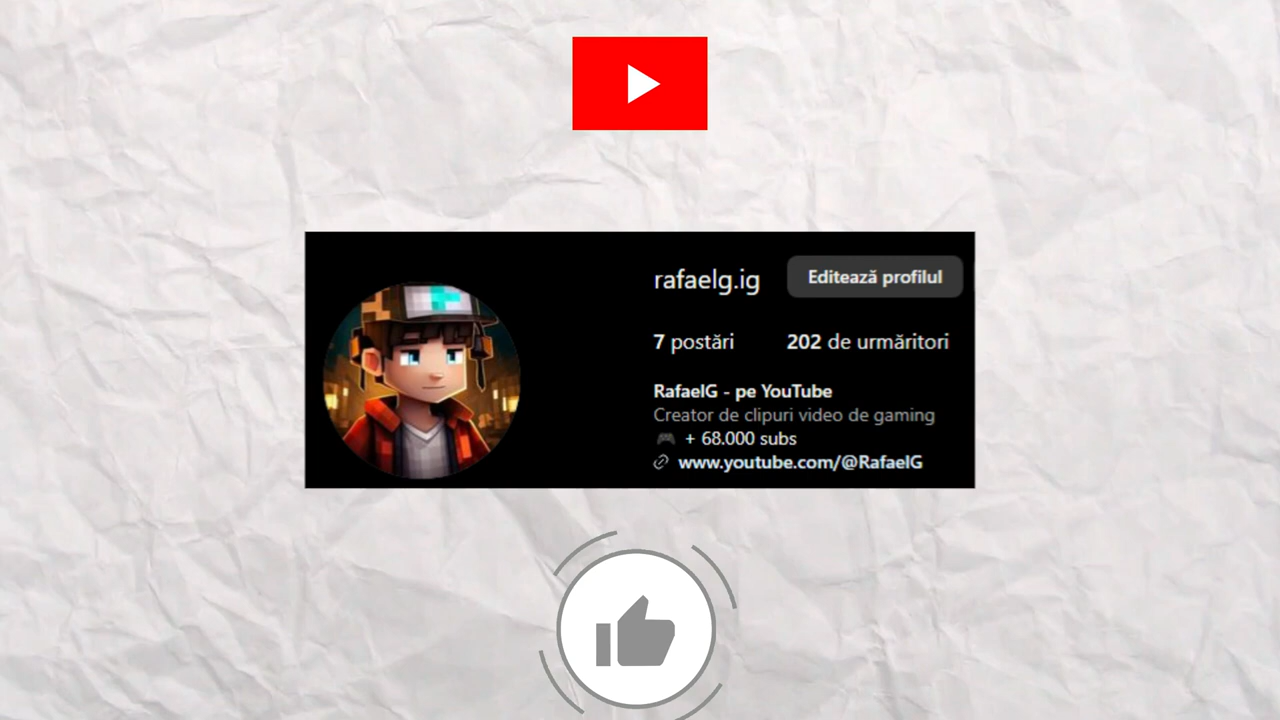 rafaelg.ig
Editează profilul
7 postări
202 de urmăritori
RafaelG - pe YouTube
Creator de clipuri video de gaming
🎮 + 68.000 subs
www.youtube.com/@RafaelG